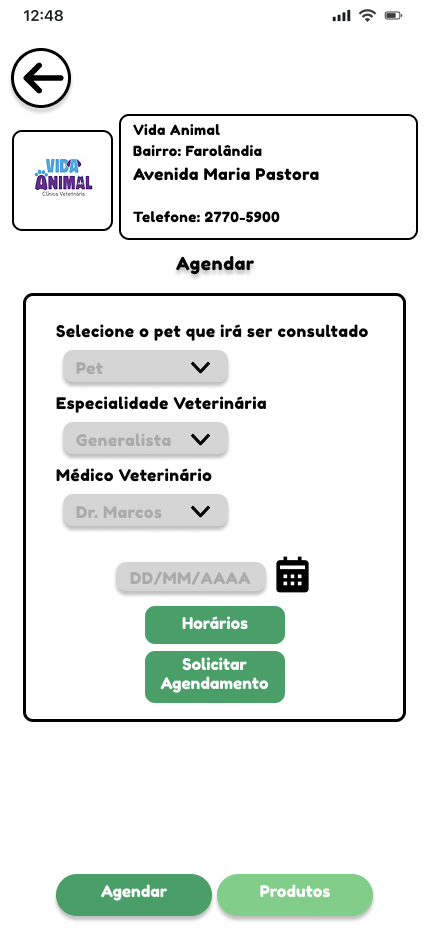 12:48
VIDA
ANIMAL
Clínica Veterinária
Vida Animal
Bairro: Farolândia
Avenida Maria Pastora
Telefone: 2770-5900
Agendar
Selecione o pet que irá ser consultado
Pet
Especialidade Veterinária
Generalista
Médico Veterinário
Dr. Marcos
DD/MM/AAAA
Horários
Solicitar
Agendamento
Agendar
Produtos